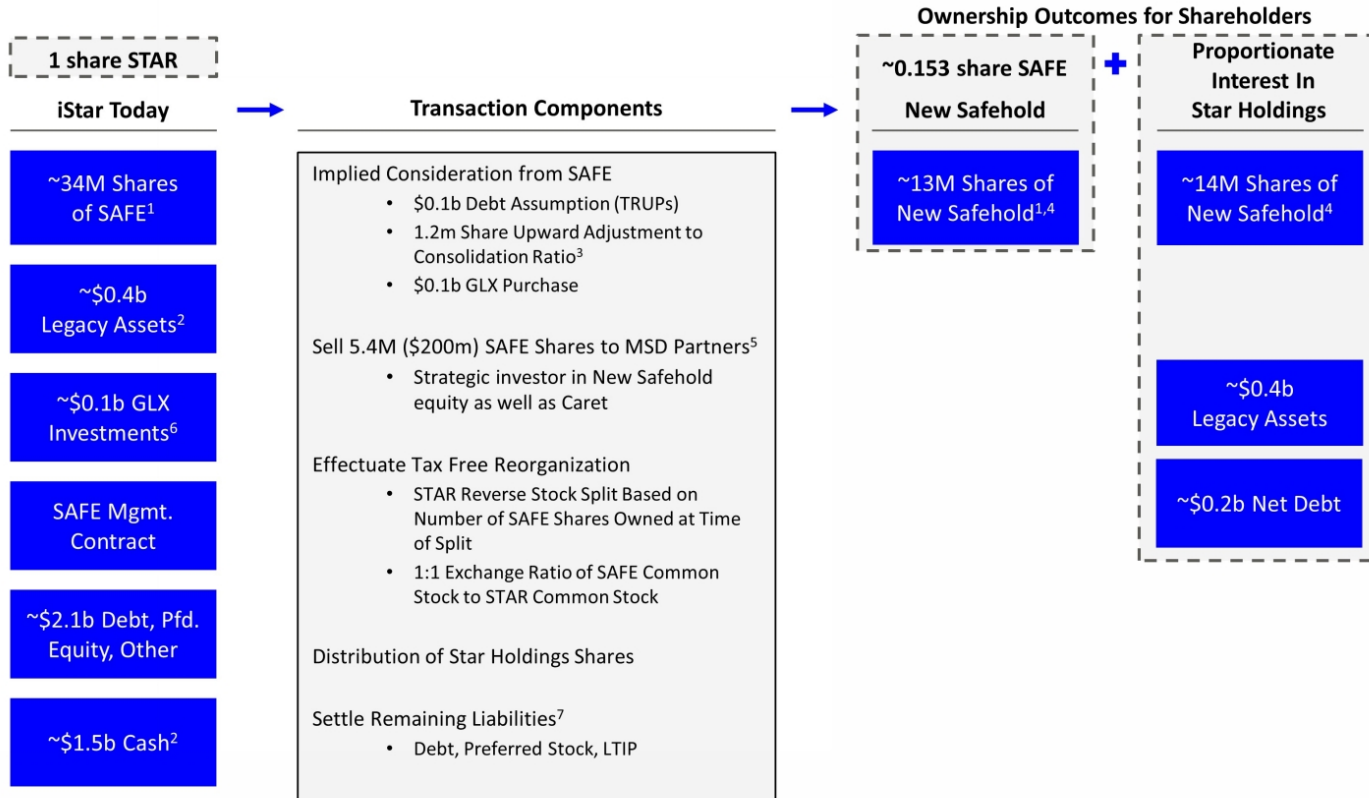 Ownership Outcomes for Shareholders
1 share STAR
iStar Today
~34M Shares
of SAFE1
~$0.4b
Legacy Assets2
~$0.1b GLX
Investments6
SAFE Mgmt.
Contract
~$2.1b Debt, Pfd.
Equity, Other
~$1.5b Cash2
Transaction Components
Implied Consideration from SAFE
• $0.1b Debt Assumption (TRUPs)
• 1.2m Share Upward Adjustment to
Consolidation Ratio3
• $0.1b GLX Purchase
Sell 5.4M ($200m) SAFE Shares to MSD Partners5
• Strategic investor in New Safehold
equity as well as Caret
Effectuate Tax Free Reorganization
• STAR Reverse Stock Split Based on
Number of SAFE Shares Owned at Time
of Split
• 1:1 Exchange Ratio of SAFE Common
Stock to STAR Common Stock
Distribution of Star Holdings Shares
Settle Remaining Liabilities7
• Debt, Preferred Stock, LTIP
~0.153 share SAFE
New Safehold
~13M Shares of
New Safehold1,4
+
Proportionate
Interest In
Star Holdings
~14M Shares of
New Safehold4
~$0.4b
Legacy Assets
~$0.2b Net Debt